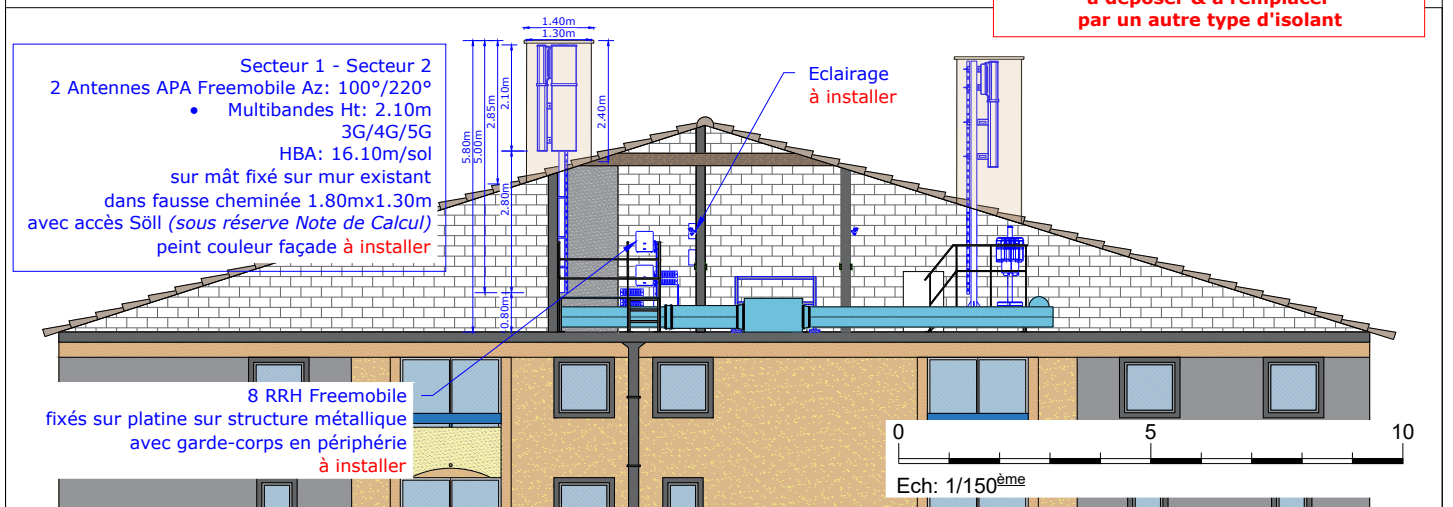 à déposer & à remplacer
par un autre type d'isolant
1.40m
1.30m
Secteur 1 - Secteur 2
2 Antennes APA Freemobile Az: 100°/220°
• Multibandes Ht: 2.10m
3G/4G/5G
HBA: 16.10m/sol
sur mât fixé sur mur existant
dans fausse cheminée 1.80mx1.30m
avec accès Söll (sous réserve Note de Calcul)
peint couleur façade à installer
5.80m
5.00m
2.85m
2.10m
2.40m
2.80m
0.80m
Eclairage
à installer
8 RRH Freemobile
fixés sur platine sur structure métallique
avec garde-corps en périphérie
à installer
0 5 10
Ech: 1/150ème